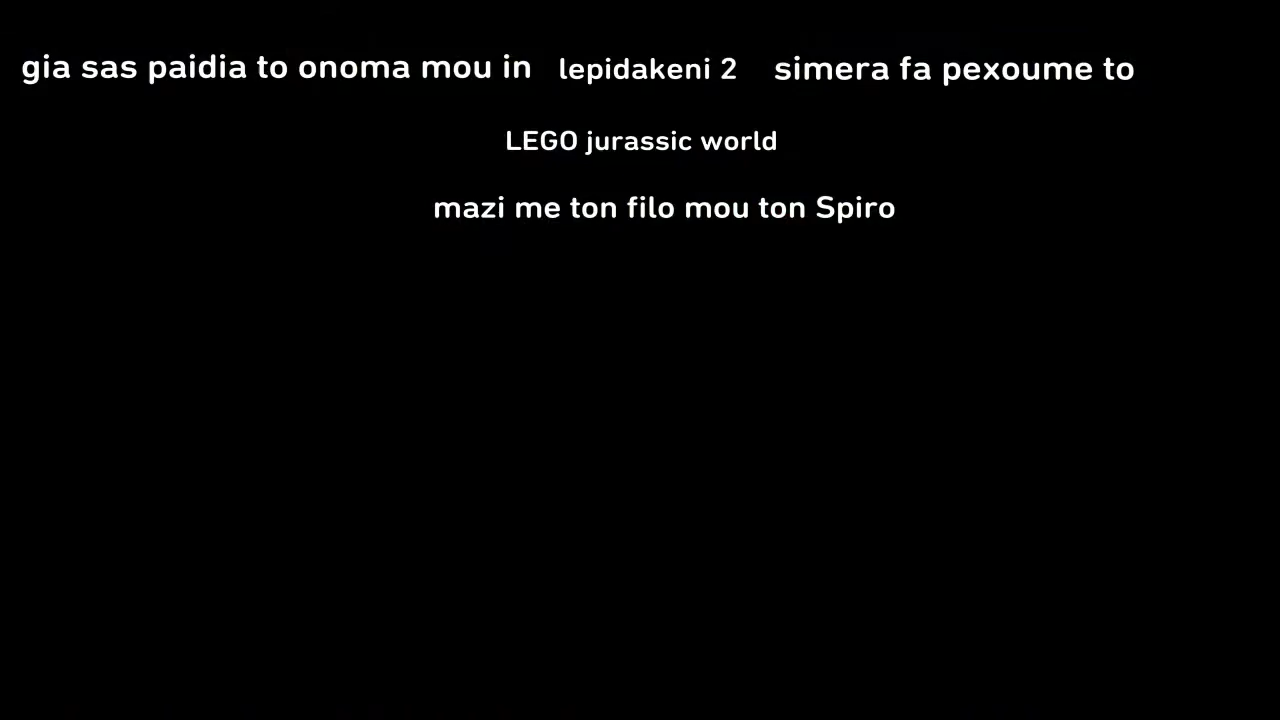 gia sas paidia to onoma mou in lepidakeni 2 simera fa pexoume to
LEGO jurassic world
mazi me ton filo mou ton Spiro